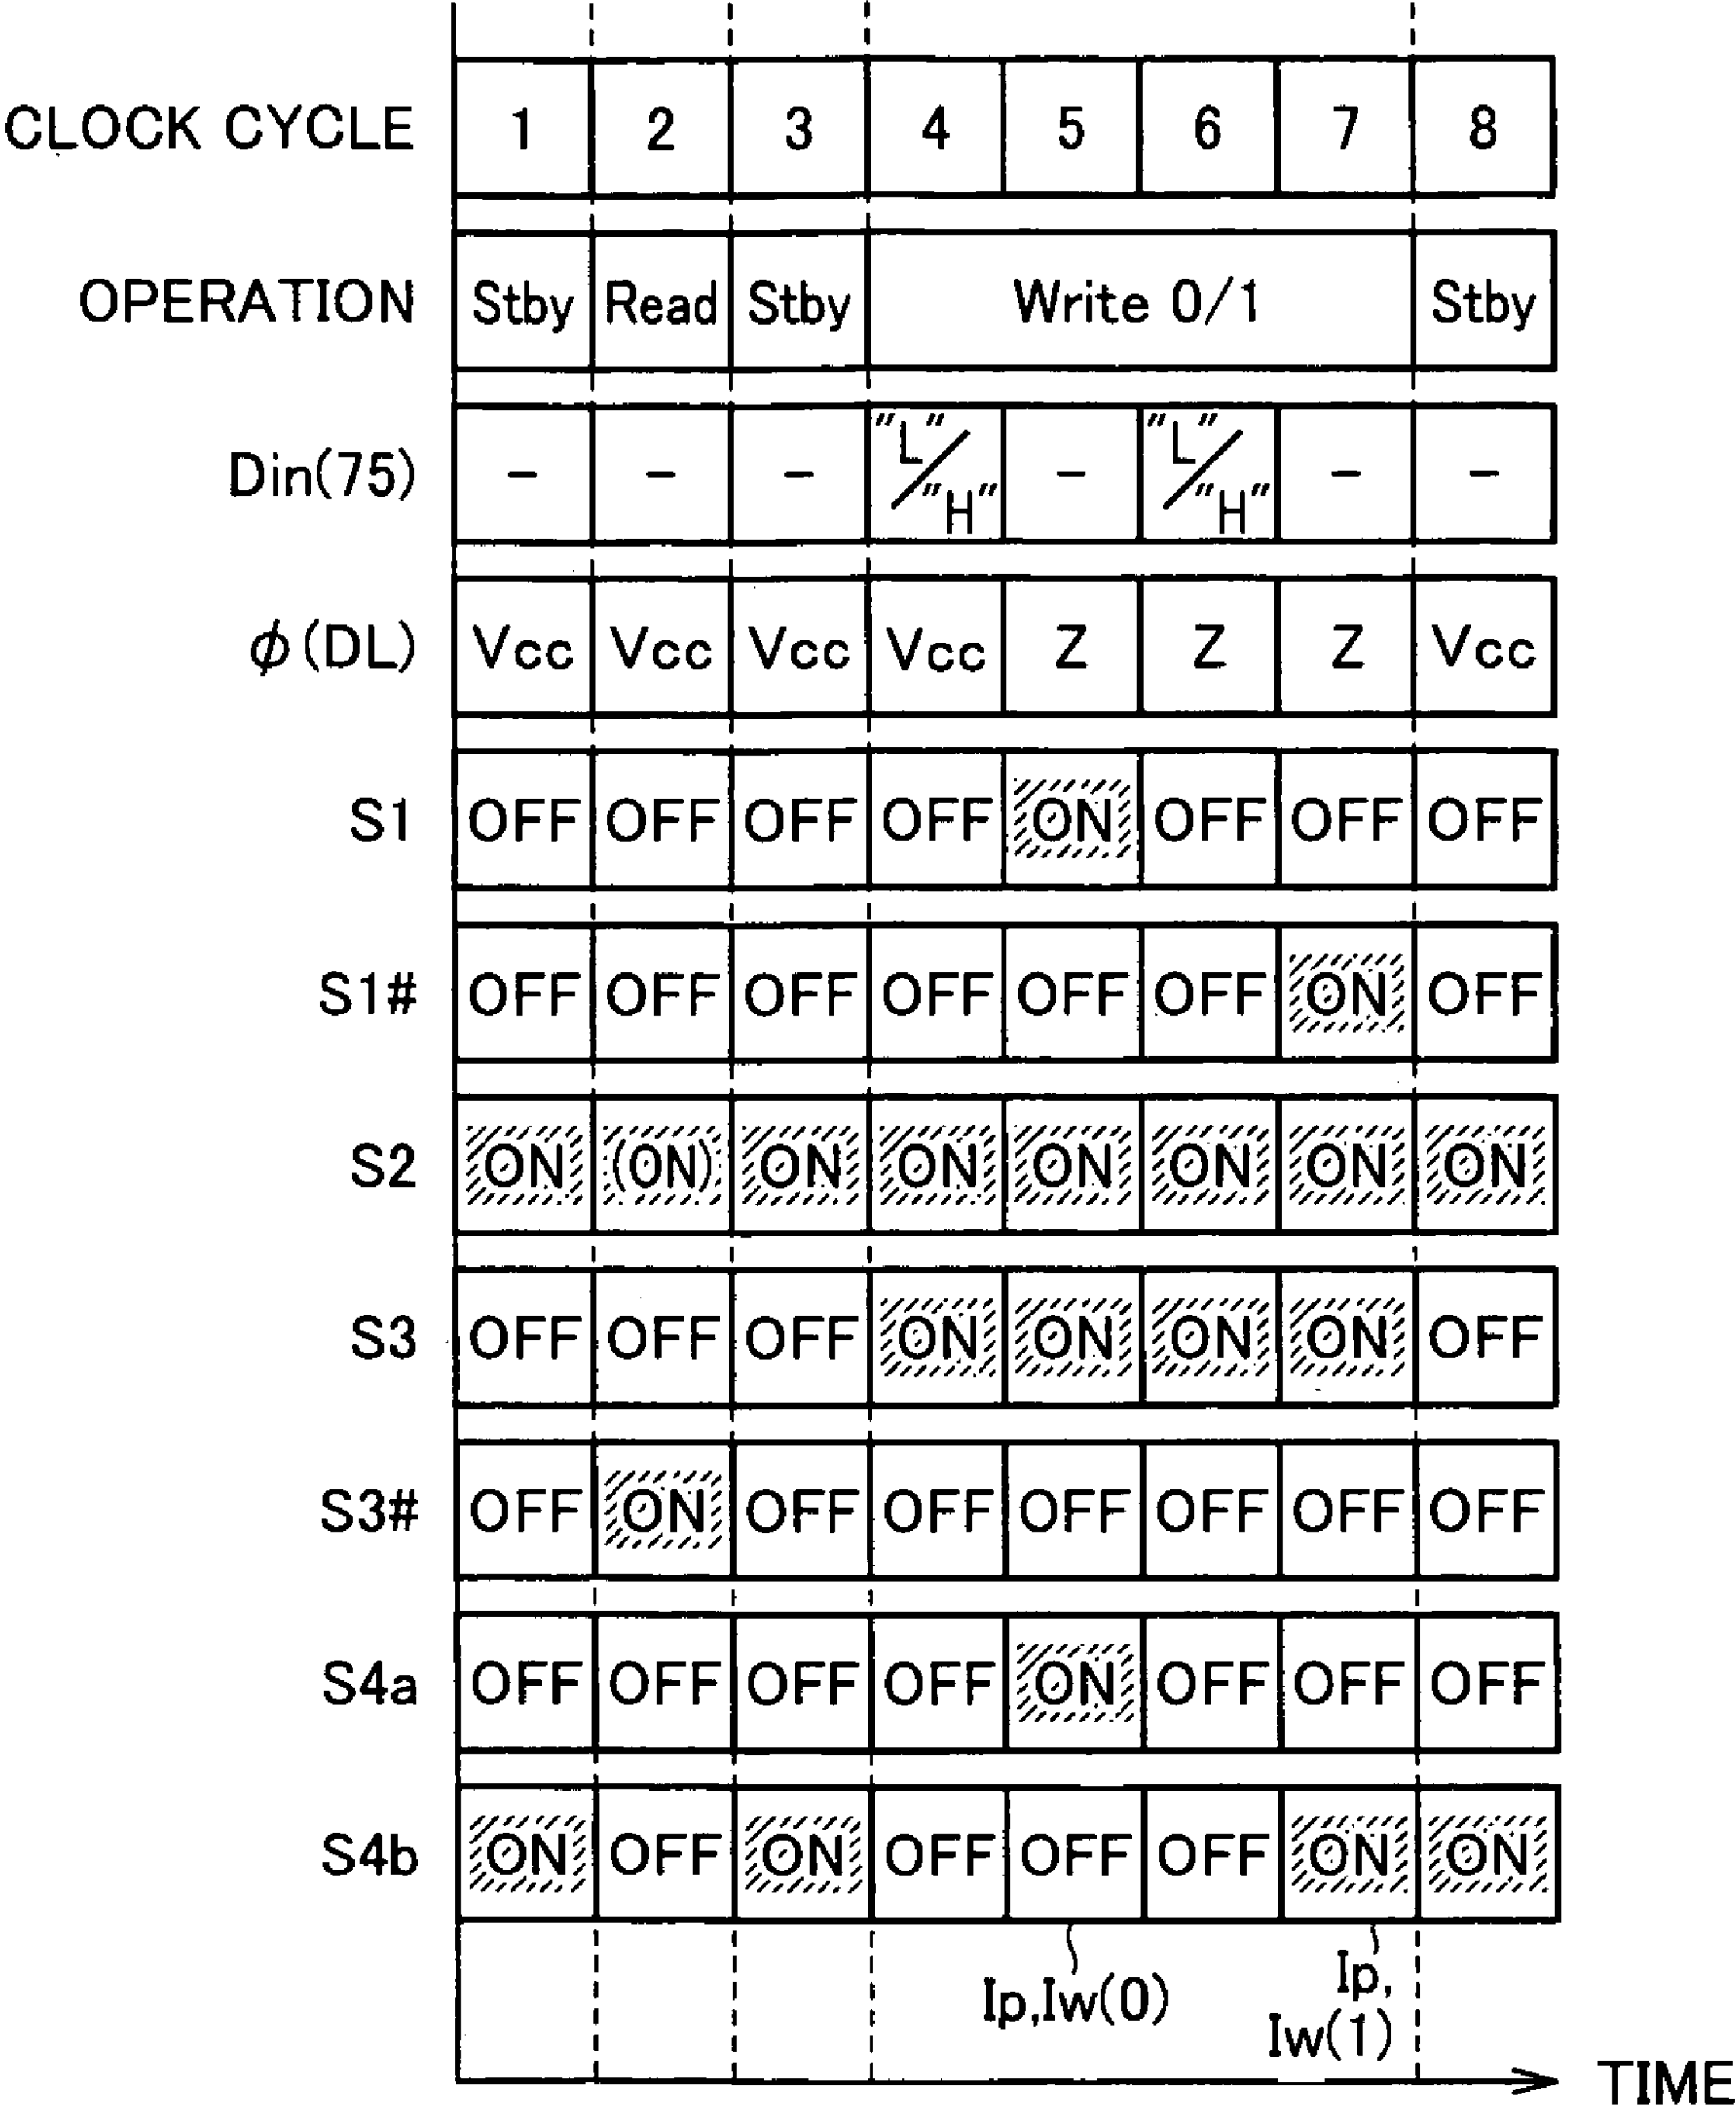 CLOCK CYCLE 1 2 3 4 5 6 7 8
OPERATION Stby Read Stby Write 0/1 Stby
Din(75) - - - "L"/"H" - "L"/"H" - -
φ(DL) Vcc Vcc Vcc Vcc Z Z Z Vcc
S1 OFF OFF OFF OFF ON OFF OFF OFF
S1# OFF OFF OFF OFF OFF OFF ON OFF
S2 ON (ON) ON ON ON ON ON ON
S3 OFF OFF OFF ON ON ON ON OFF
S3# OFF ON OFF OFF OFF OFF OFF OFF
S4a OFF OFF OFF OFF ON OFF OFF OFF
S4b ON OFF ON OFF OFF OFF ON ON
Ip,Iw(0) Ip,
Iw(1)
TIME